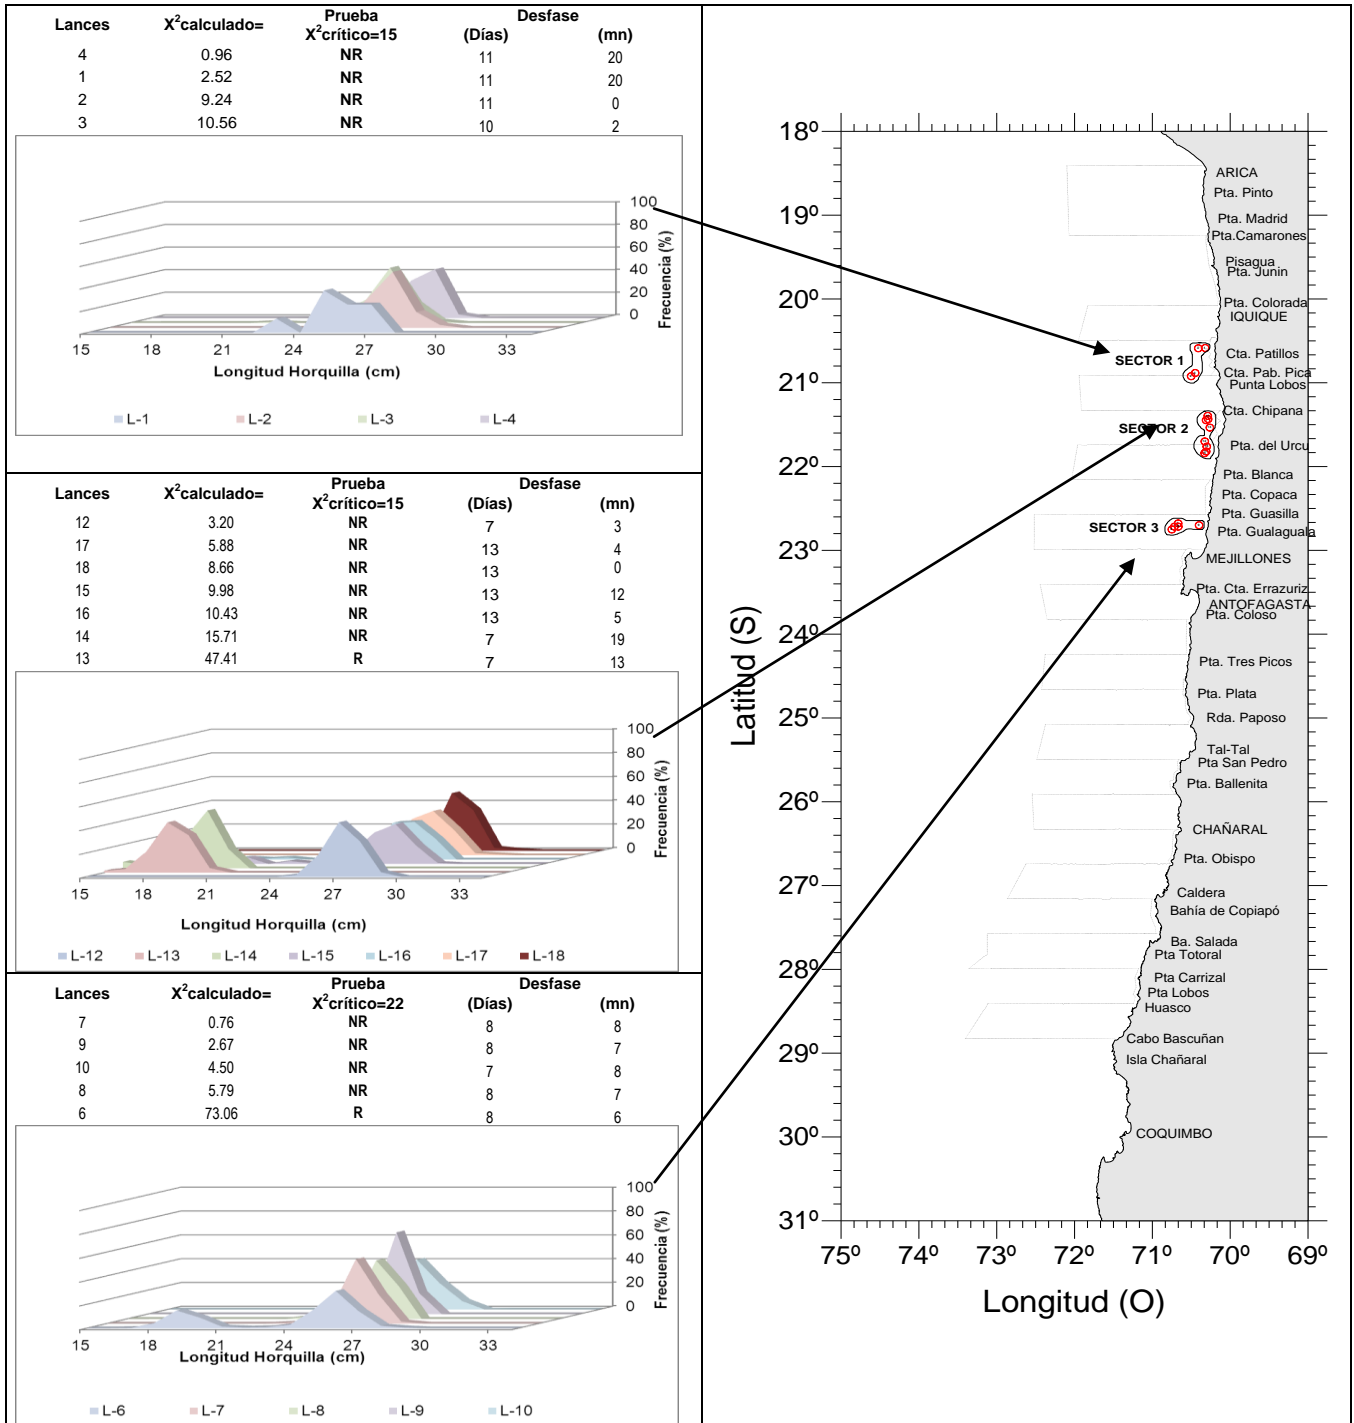 Lances X²calculado= Prueba X²crítico=15 Desfase (Días) (mn)
4 0.96 NR 11 20
1 2.52 NR 11 20
2 9.24 NR 11 0
3 10.56 NR 10 2
100
80
60
40
20
0
Frecuencia (%)
15 18 21 24 27 30 33
Longitud Horquilla (cm)
L-1 L-2 L-3 L-4
Lances X²calculado= Prueba X²crítico=15 Desfase (Días) (mn)
12 3.20 NR 7 3
17 5.88 NR 13 4
18 8.66 NR 13 0
15 9.98 NR 13 12
16 10.43 NR 13 5
14 15.71 NR 7 19
13 47.41 R 7 13
100
80
60
40
20
0
Frecuencia (%)
15 18 21 24 27 30 33
Longitud Horquilla (cm)
L-12 L-13 L-14 L-15 L-16 L-17 L-18
Lances X²calculado= Prueba X²crítico=22 Desfase (Días) (mn)
7 0.76 NR 8 8
9 2.67 NR 8 7
10 4.50 NR 7 8
8 5.79 NR 8 7
6 73.06 R 8 6
100
80
60
40
20
0
Frecuencia (%)
15 18 21 24 27 30 33
Longitud Horquilla (cm)
L-6 L-7 L-8 L-9 L-10
18º
19º
20º
21º
22º
23º
24º
25º
26º
27º
28º
29º
30º
31º
Latitud (S)
75º 74º 73º 72º 71º 70º 69º
Longitud (O)
SECTOR 1
SECTOR 2
SECTOR 3
ARICA
Pta. Pinto
Pta. Madrid
Pta.Camarones
Pisagua
Pta. Junin
Pta. Colorada
IQUIQUE
Cta. Patillos
Cta. Pab. Pica
Punta Lobos
Cta. Chipana
Pta. del Urcu
Pta. Blanca
Pta. Copaca
Pta. Guasilla
Pta. Gualaguala
MEJILLONES
Pta. Cta. Errazuriz
ANTOFAGASTA
Pta. Coloso
Pta. Tres Picos
Pta. Plata
Rda. Paposo
Tal-Tal
Pta San Pedro
Pta. Ballenita
CHAÑARAL
Pta. Obispo
Caldera
Bahía de Copiapó
Ba. Salada
Pta Totoral
Pta Carrizal
Pta Lobos
Huasco
Cabo Bascuñan
Isla Chañaral
COQUIMBO